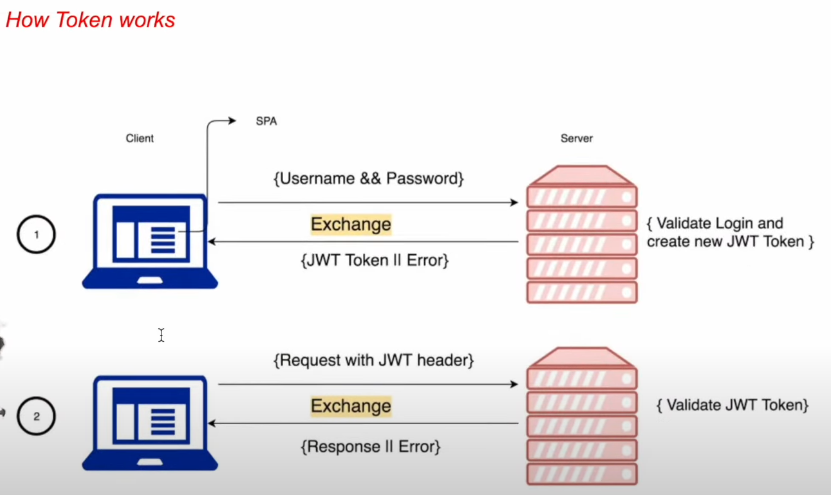 How Token works
SPA
Client
Server
{Username && Password}
1
Exchange
{ Validate Login and
create new JWT Token }
{JWT Token || Error}
{Request with JWT header}
2
Exchange
{ Validate JWT Token}
{Response || Error}